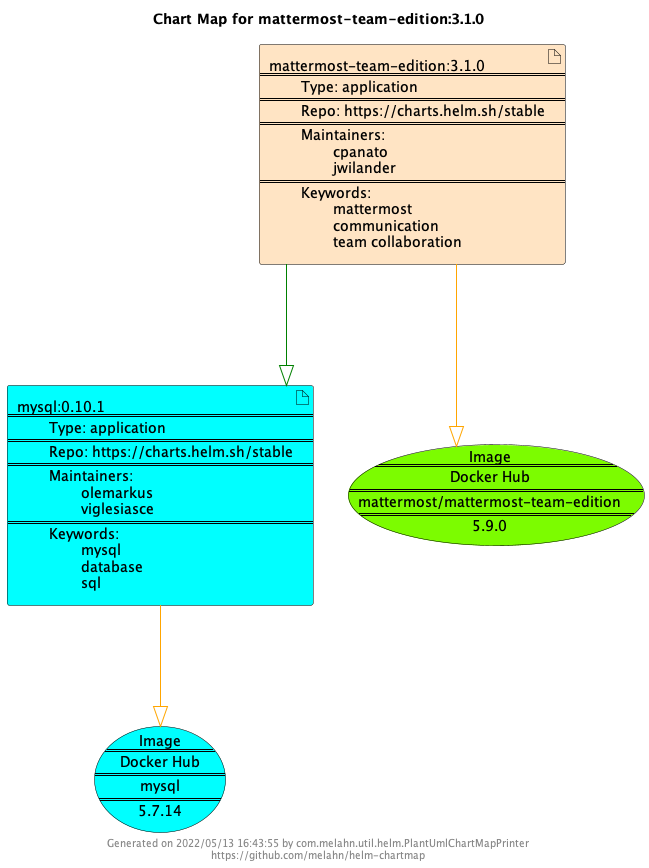 Chart Map for mattermost-team-edition:3.1.0
mattermost-team-edition:3.1.0
Type: application
Repo: https://charts.helm.sh/stable
Maintainers:
cpanato
jwilander
Keywords:
mattermost
communication
team collaboration
mysql:0.10.1
Type: application
Repo: https://charts.helm.sh/stable
Maintainers:
olemarkus
viglesiasce
Keywords:
mysql
database
sql
Image
Docker Hub
mattermost/mattermost-team-edition
5.9.0
Image
Docker Hub
mysql
5.7.14
Generated on 2022/05/13 16:43:55 by com.melahn.util.helm.PlantUmlChartMapPrinter
https://github.com/melahn/helm-chartmap